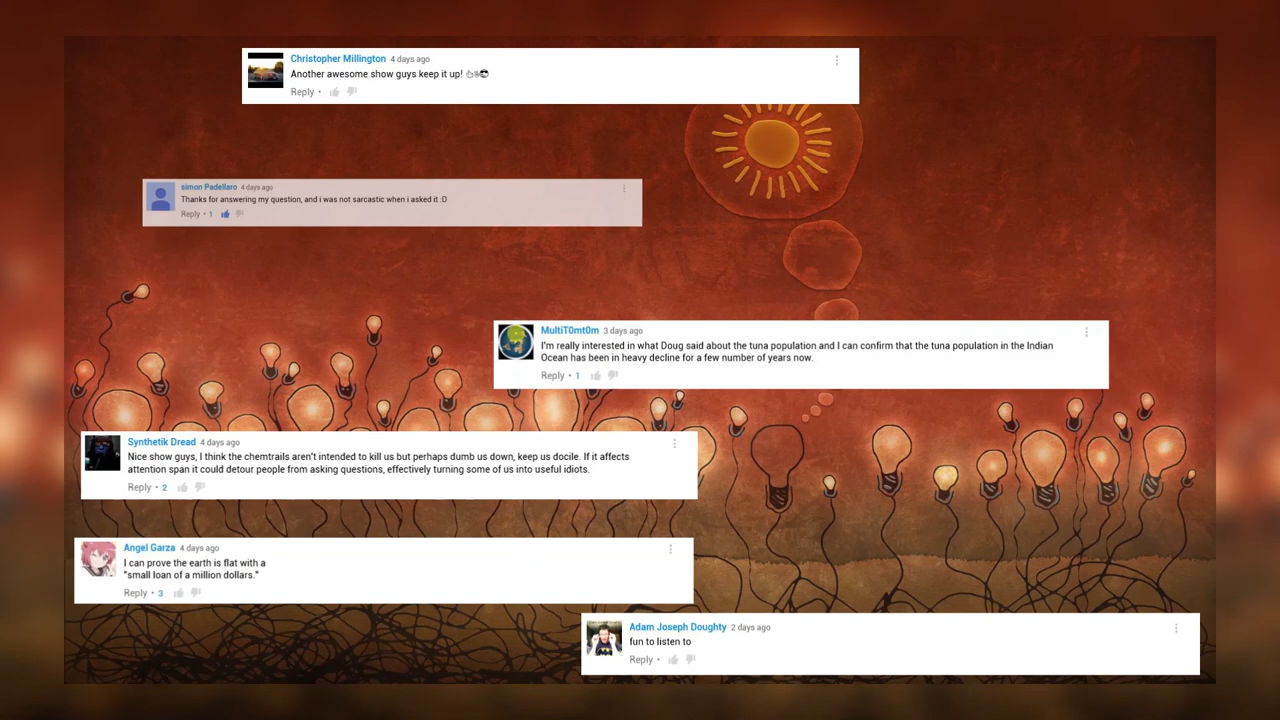 Christopher Millington 4 days ago
Another awesome show guys keep it up!
Reply •
simon Padellaro 4 days ago
Thanks for answering my question, and i was not sarcastic when i asked it :D
Reply • 1
MultiT0mt0m 3 days ago
I'm really interested in what Doug said about the tuna population and I can confirm that the tuna population in the Indian
Ocean has been in heavy decline for a few number of years now.
Reply • 1
Synthetik Dread 4 days ago
Nice show guys, I think the chemtrails aren't intended to kill us but perhaps dumb us down, keep us docile. If it affects
attention span it could detour people from asking questions, effectively turning some of us into useful idiots.
Reply • 2
Angel Garza 4 days ago
I can prove the earth is flat with a
"small loan of a million dollars."
Reply • 3
Adam Joseph Doughty 2 days ago
fun to listen to
Reply •